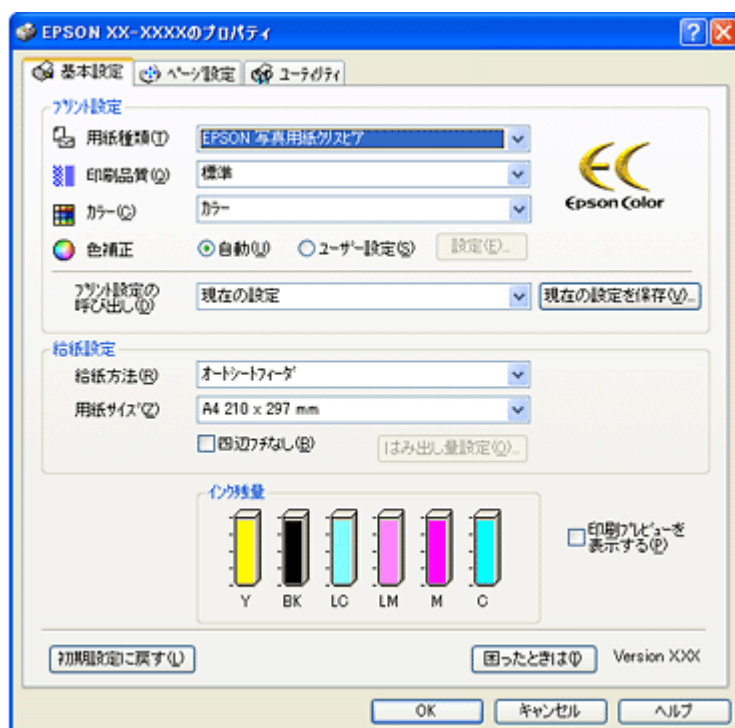 EPSON XX-XXXXのプロパティ
基本設定 ページ設定 ユーティリティ
プリント設定
用紙種類(T) EPSON 写真用紙クリスピア
印刷品質(Q) 標準
カラー(C) カラー
EC
Epson Color
色補正 自動(U) ユーザー設定(S) 設定(E)...
プリント設定の
呼び出し(D) 現在の設定 現在の設定を保存(V)...
給紙設定
給紙方法(R) オートシートフィーダ
用紙サイズ(Z) A4 210 x 297 mm
四辺フチなし(B) はみ出し量設定(O)...
インク残量
Y BK LC LM M C
印刷プレビューを
表示する(P)
初期設定に戻す(L) 困ったときは(I) Version XXX
OK キャンセル ヘルプ